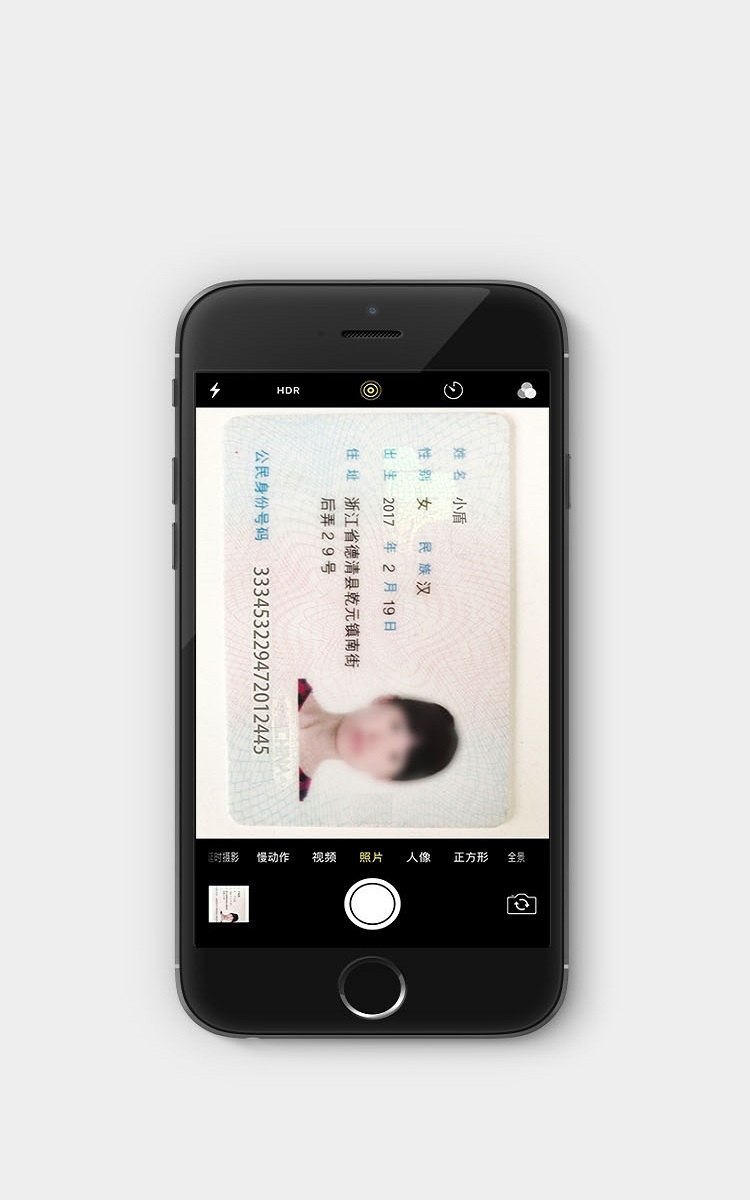 HDR
姓名 小盾
性别 女 民族 汉
出生 2017 年 2 月 19 日
住址 浙江省德清县乾元镇南街
后弄29号
公民身份号码 333453229472012445
延时摄影 慢动作 视频 照片 人像 正方形 全景